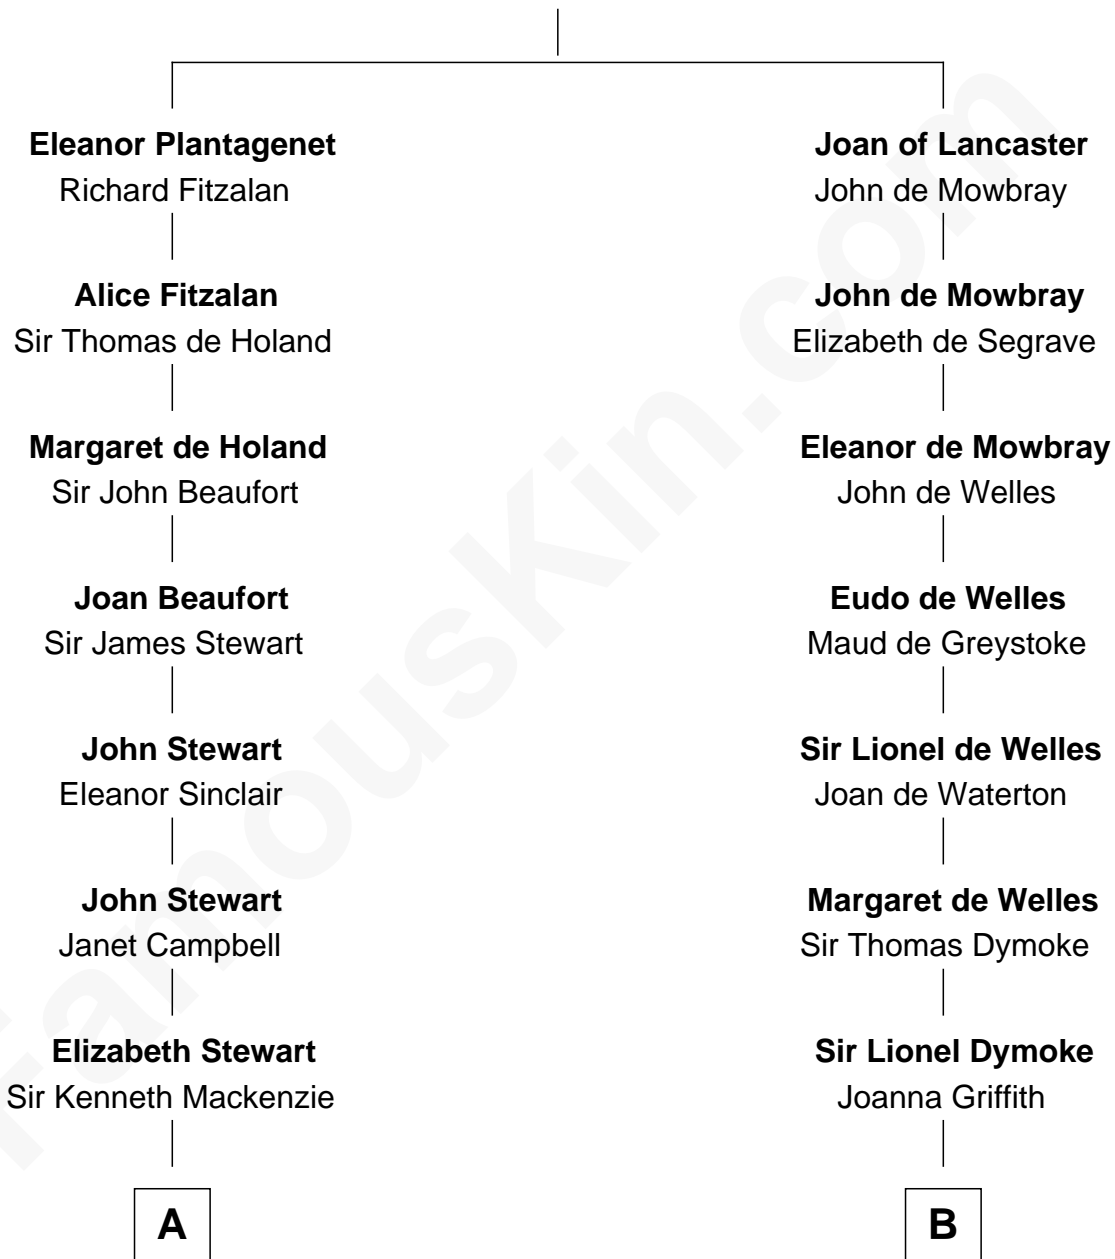 Eleanor Plantagenet
Richard Fitzalan
Alice Fitzalan
Sir Thomas de Holand
Margaret de Holand
Sir John Beaufort
Joan Beaufort
Sir James Stewart
John Stewart
Eleanor Sinclair
John Stewart
Janet Campbell
Elizabeth Stewart
Sir Kenneth Mackenzie
A
Joan of Lancaster
John de Mowbray
John de Mowbray
Elizabeth de Segrave
Eleanor de Mowbray
John de Welles
Eudo de Welles
Maud de Greystoke
Sir Lionel de Welles
Joan de Waterton
Margaret de Welles
Sir Thomas Dymoke
Sir Lionel Dymoke
Joanna Griffith
B
FamousKin.com